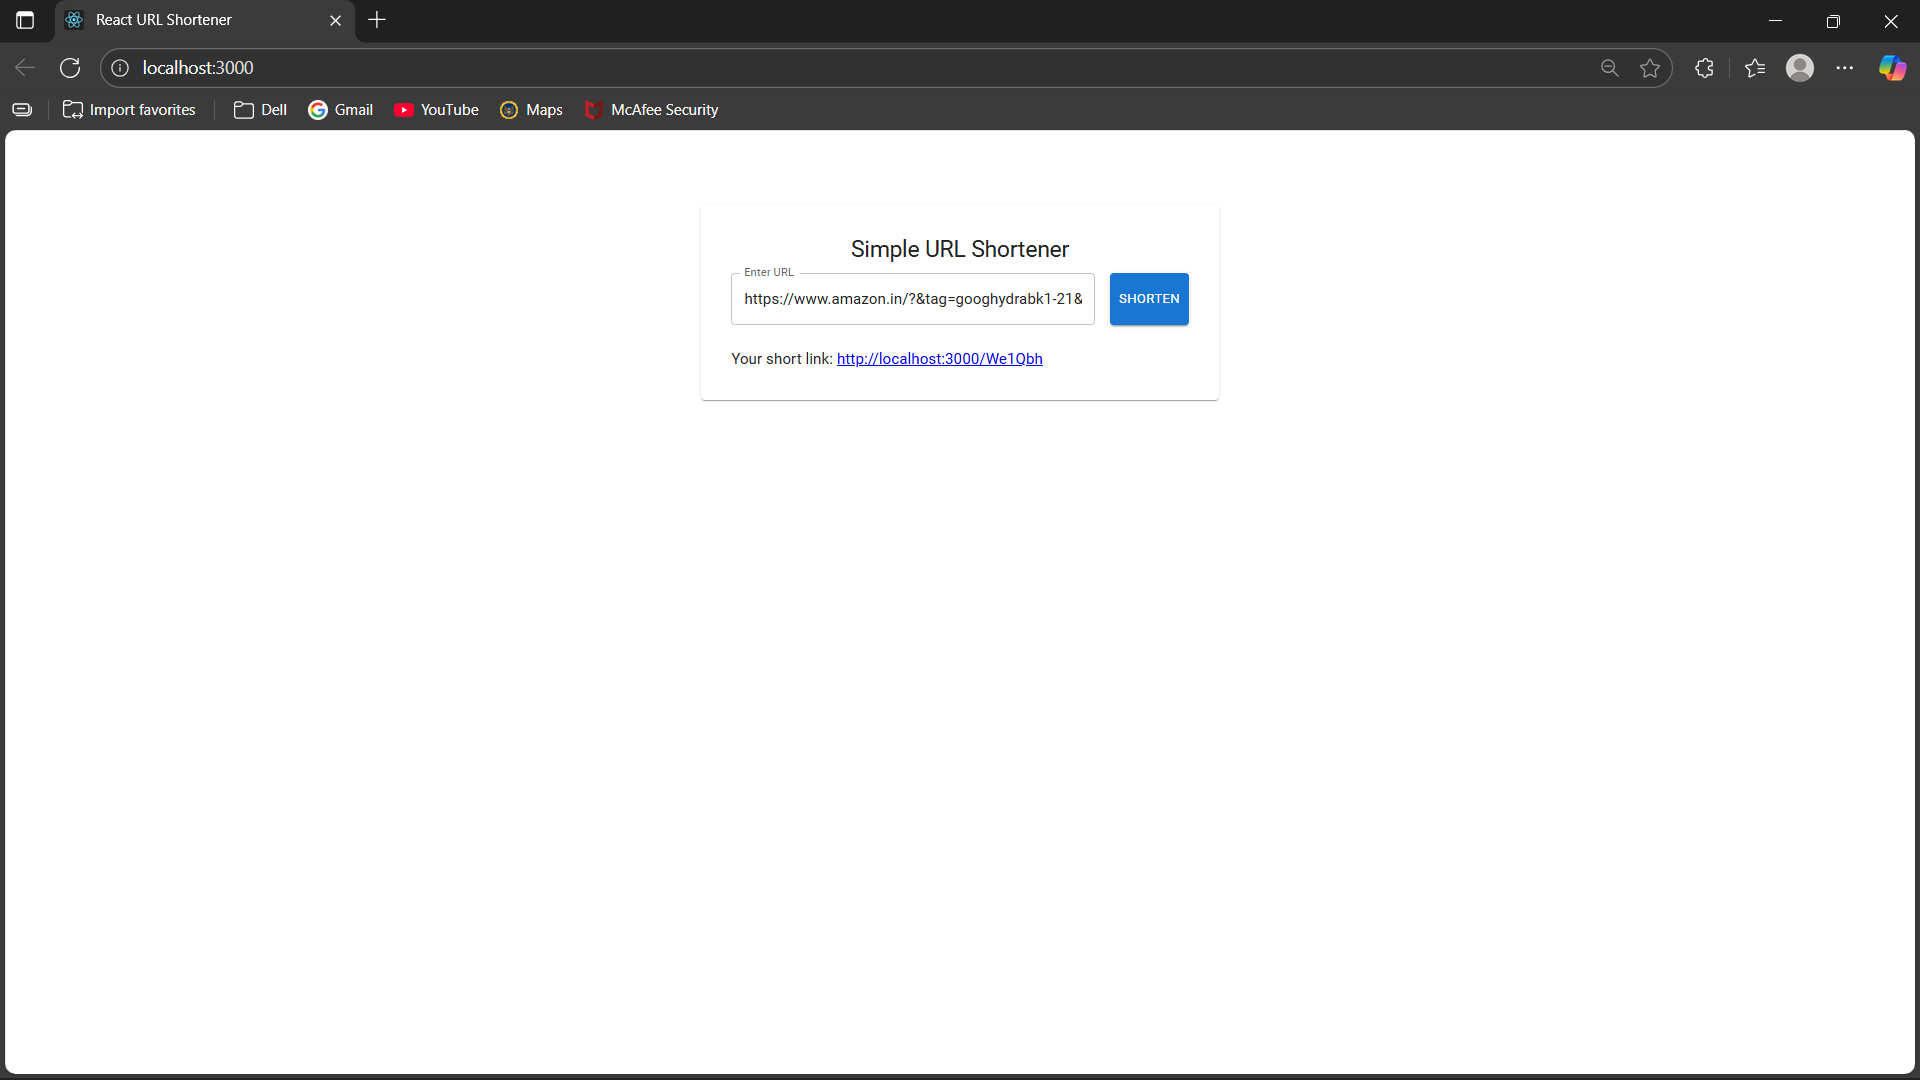 React URL Shortener
localhost:3000
Import favorites Dell Gmail YouTube Maps McAfee Security
Simple URL Shortener
Enter URL
https://www.amazon.in/?&tag=googhydrabk1-21&
SHORTEN
Your short link: http://localhost:3000/We1Qbh